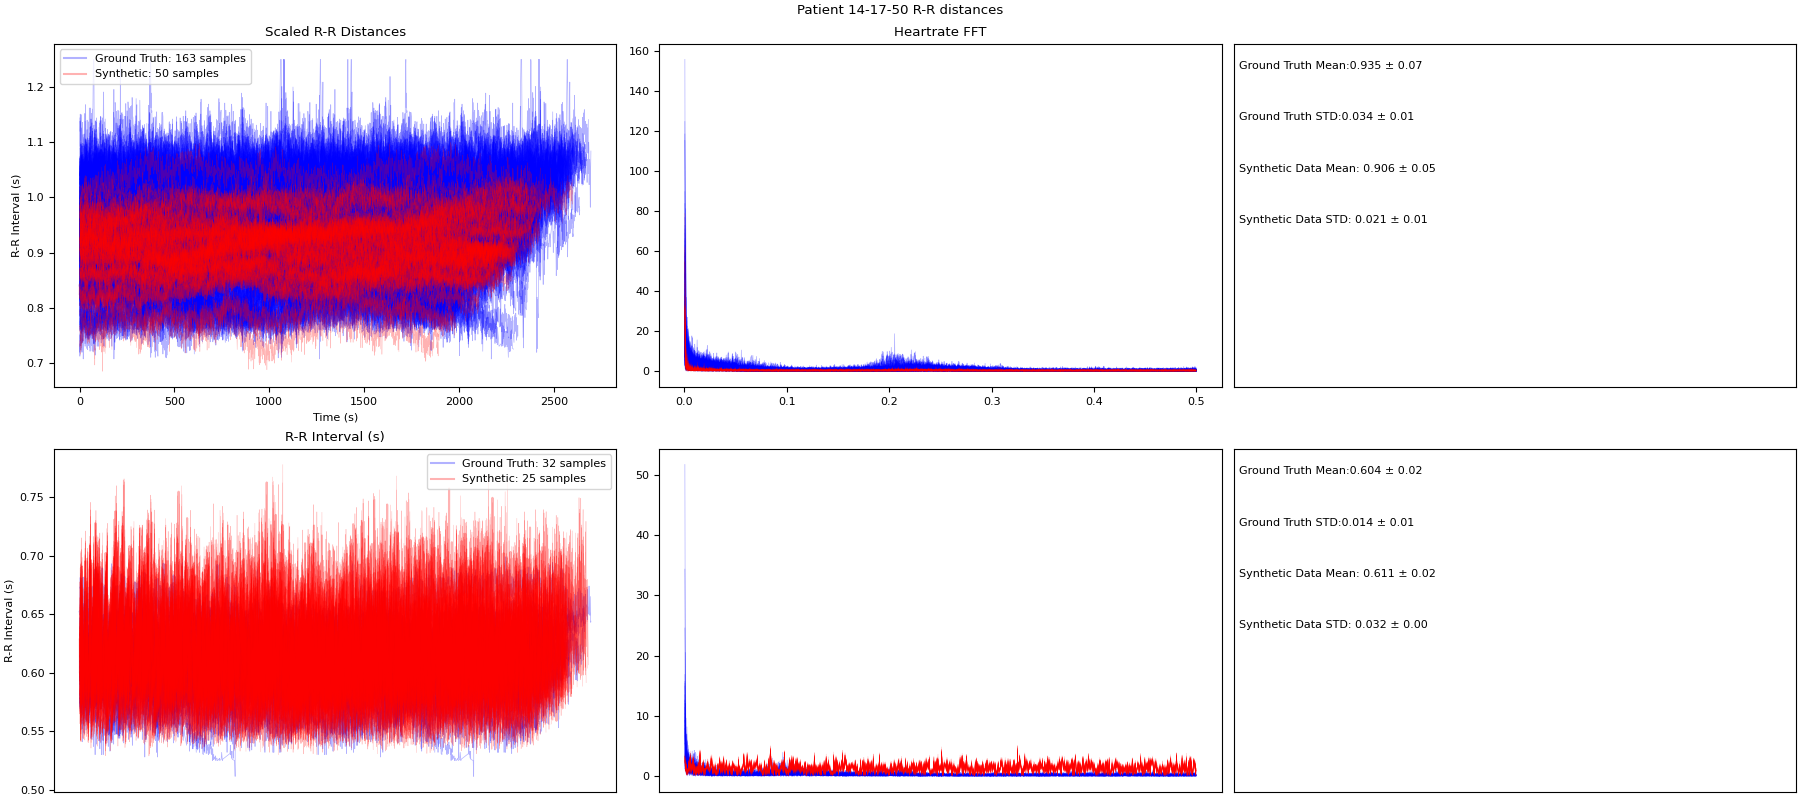 Patient 14-17-50 R-R distances
Scaled R-R Distances
Ground Truth: 163 samples
Synthetic: 50 samples
1.2
1.1
1.0
0.9
0.8
0.7
R-R Interval (s)
0
500
1000
1500
2000
2500
Time (s)
Heartrate FFT
160
140
120
100
80
60
40
20
0
0.0
0.1
0.2
0.3
0.4
0.5
Ground Truth Mean:0.935 ± 0.07
Ground Truth STD:0.034 ± 0.01
Synthetic Data Mean: 0.906 ± 0.05
Synthetic Data STD: 0.021 ± 0.01
R-R Interval (s)
Ground Truth: 32 samples
Synthetic: 25 samples
0.75
0.70
0.65
0.60
0.55
0.50
R-R Interval (s)
50
40
30
20
10
0
Ground Truth Mean:0.604 ± 0.02
Ground Truth STD:0.014 ± 0.01
Synthetic Data Mean: 0.611 ± 0.02
Synthetic Data STD: 0.032 ± 0.00